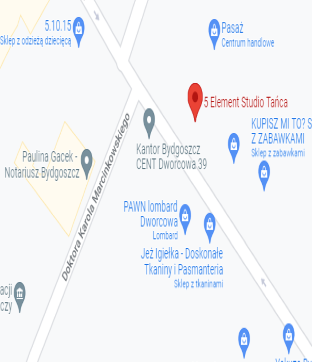 5.10.15
Sklep z odzieżą dziecięcą
Pasaż
Centrum handlowe
5 Element Studio Tańca
KUPISZ MI TO? S
Z ZABAWKAMI
Sklep z zabawkami
Kantor Bydgoszcz
CENT Dworcowa 39
Paulina Gacek -
Notariusz Bydgoszcz
Doktora Karola Marcinkowskiego
PAWN lombard
Dworcowa
Lombard
Jeż Igiełka - Doskonałe
Tkaniny i Pasmanteria
Sklep z tkaninami
acji
czy